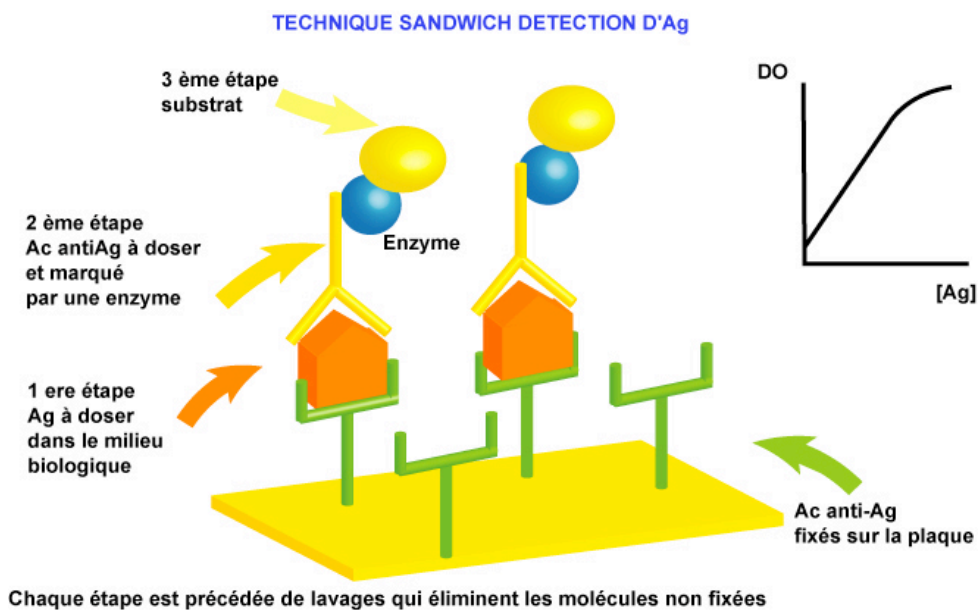 TECHNIQUE SANDWICH DETECTION D'Ag
3 ème étape
substrat
DO
2 ème étape
Ac antiAg à doser
et marqué
par une enzyme
Enzyme
[Ag]
1 ere étape
Ag à doser
dans le milieu
biologique
Ac anti-Ag
fixés sur la plaque
Chaque étape est précédée de lavages qui éliminent les molécules non fixées